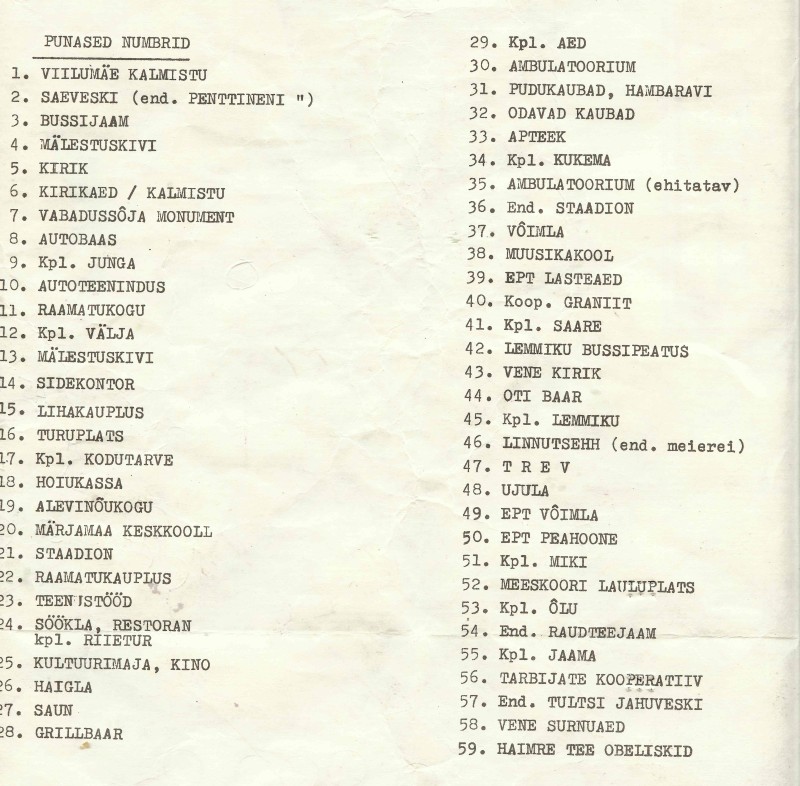 PUNASED NUMBRID
1. VIILUMÄE KALMISTU
2. SAEVESKI (end. PENTTINENI ")
3. BUSSIJAAM
4. MÄLESTUSKIVI
5. KIRIK
6. KIRIKAED / KALMISTU
7. VABADUSSÔJA MONUMENT
8. AUTOBAAS
9. Kpl. JUNGA
10. AUTOTEENINDUS
11. RAAMATUKOGU
12. Kpl. VÄLJA
13. MÄLESTUSKIVI
14. SIDEKONTOR
15. LIHAKAUPLUS
16. TURUPLATS
17. Kpl. KODUTARVE
18. HOIUKASSA
19. ALEVINÕUKOGU
20. MÄRJAMAA KESKKOOLL
21. STAADION
22. RAAMATUKAUPLUS
23. TEENISTÖÖD
24. SÖÖKLA, RESTORAN
kpl. RIIETUR
25. KULTUURIMAJA, KINO
26. HAIGLA
27. SAUN
28. GRILLBAAR
29. Kpl. AED
30. AMBULATOORIUM
31. PUDUKAUBAD, HAMBARAVI
32. ODAVAD KAUBAD
33. APTEEK
34. Kpl. KUKEMA
35. AMBULATOORIUM (ehitatav)
36. End. STAADION
37. VÔIMLA
38. MUUSIKAKOOL
39. EPT LASTEAED
40. Koop. GRANIIT
41. Kpl. SAARE
42. LEMMIKU BUSSIPEATUS
43. VENE KIRIK
44. OTI BAAR
45. Kpl. LEMMIKU
46. LINNUTSEHH (end. meierei)
47. T R E V
48. UJULA
49. EPT VÔIMLA
50. EPT PEAHOONE
51. Kpl. MIKI
52. MEESKOORI LAULUPLATS
53. Kpl. ÔLU
54. End. RAUDTEEJAAM
55. Kpl. JAAMA
56. TARBIJATE KOOPERATIIV
57. End. TULTSI JAHUVESKI
58. VENE SURNUAED
59. HAIMRE TEE OBELISKID